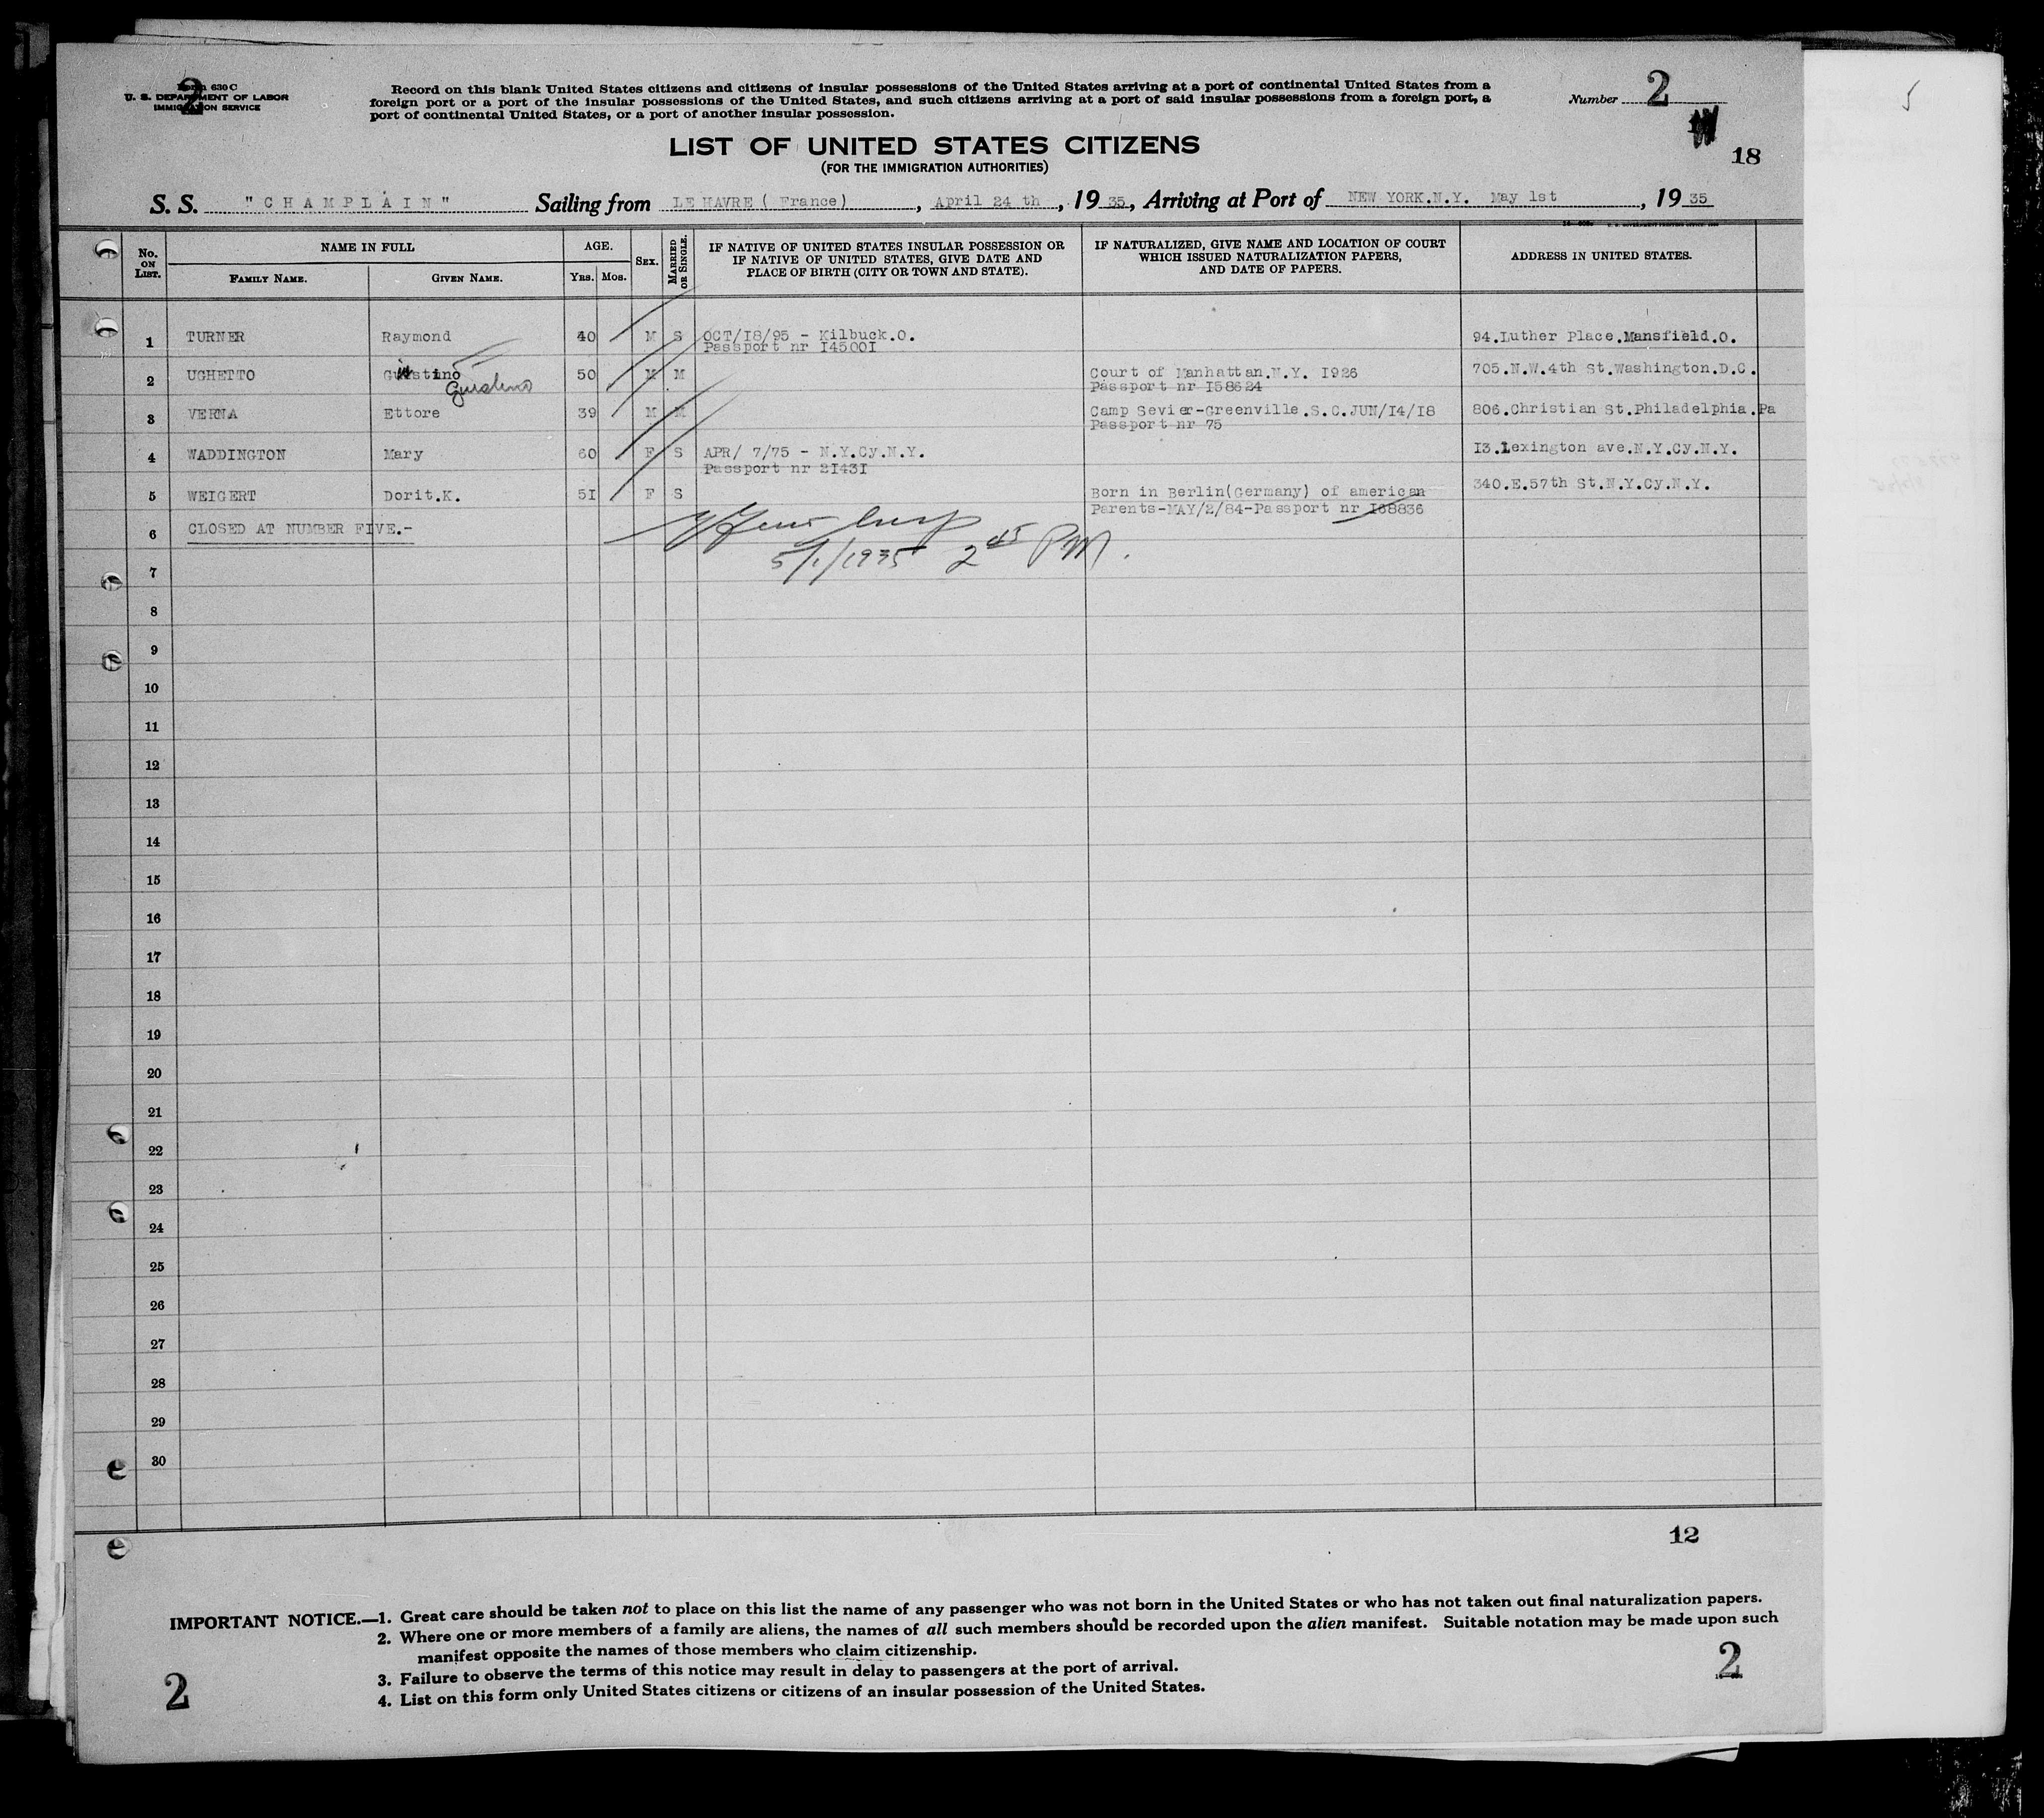 Form 630 C
U. S. DEPARTMENT OF LABOR
IMMIGRATION SERVICE
2
Record on this blank United States citizens and citizens of insular possessions of the United States arriving at a port of continental United States from a
foreign port or a port of the insular possessions of the United States, and such citizens arriving at a port of said insular possessions from a foreign port, a
port of continental United States, or a port of another insular possession.
Number 2
18
5
LIST OF UNITED STATES CITIZENS
(FOR THE IMMIGRATION AUTHORITIES)
S. S. "CHAMPLAIN" Sailing from LE HAVRE ( France) , April 24 th , 19 35, Arriving at Port of NEW YORK.N.Y. May 1st , 19 35
No. ON LIST. NAME IN FULL FAMILY NAME. GIVEN NAME. AGE. YRS. MOS. SEX. MARRIED OR SINGLE. IF NATIVE OF UNITED STATES INSULAR POSSESSION OR IF NATIVE OF UNITED STATES, GIVE DATE AND PLACE OF BIRTH (CITY OR TOWN AND STATE). IF NATURALIZED, GIVE NAME AND LOCATION OF COURT WHICH ISSUED NATURALIZATION PAPERS, AND DATE OF PAPERS. ADDRESS IN UNITED STATES.
1 TURNER Raymond 40 M S OCT/I8/95 - Kilbuck.O. 94.Luther Place.Mansfield.O.
Passport nr I4500I
2 UGHETTO Guistino 50 M M Court of Manhattan.N.Y. I926 705.N.W.4th St.Washington.D.C.
Giustino Passport nr I58624
3 VERNA Ettore 39 M M Camp Sevier-Greenville.S.C.JUN/I4/I8 806.Christian St.Philadelphia.Pa
Passport nr 75
4 WADDINGTON Mary 60 F S APR/ 7/75 - N.Y.Cy.N.Y. I3.Lexington ave.N.Y.Cy.N.Y.
Passport nr 2I43I
5 WEIGERT Dorit.K. 5I F S Born in Berlin(Germany) of american 340.E.57th St.N.Y.Cy.N.Y.
Parents-MAY/2/84-Passport nr I68836
6 CLOSED AT NUMBER FIVE.-
5/1/1935 2 45 PM.
7
8
9
10
11
12
13
14
15
16
17
18
19
20
21
22
23
24
25
26
27
28
29
30
12
IMPORTANT NOTICE.—1. Great care should be taken not to place on this list the name of any passenger who was not born in the United States or who has not taken out final naturalization papers.
2. Where one or more members of a family are aliens, the names of all such members should be recorded upon the alien manifest. Suitable notation may be made upon such
manifest opposite the names of those members who claim citizenship.
3. Failure to observe the terms of this notice may result in delay to passengers at the port of arrival.
4. List on this form only United States citizens or citizens of an insular possession of the United States.
2
2